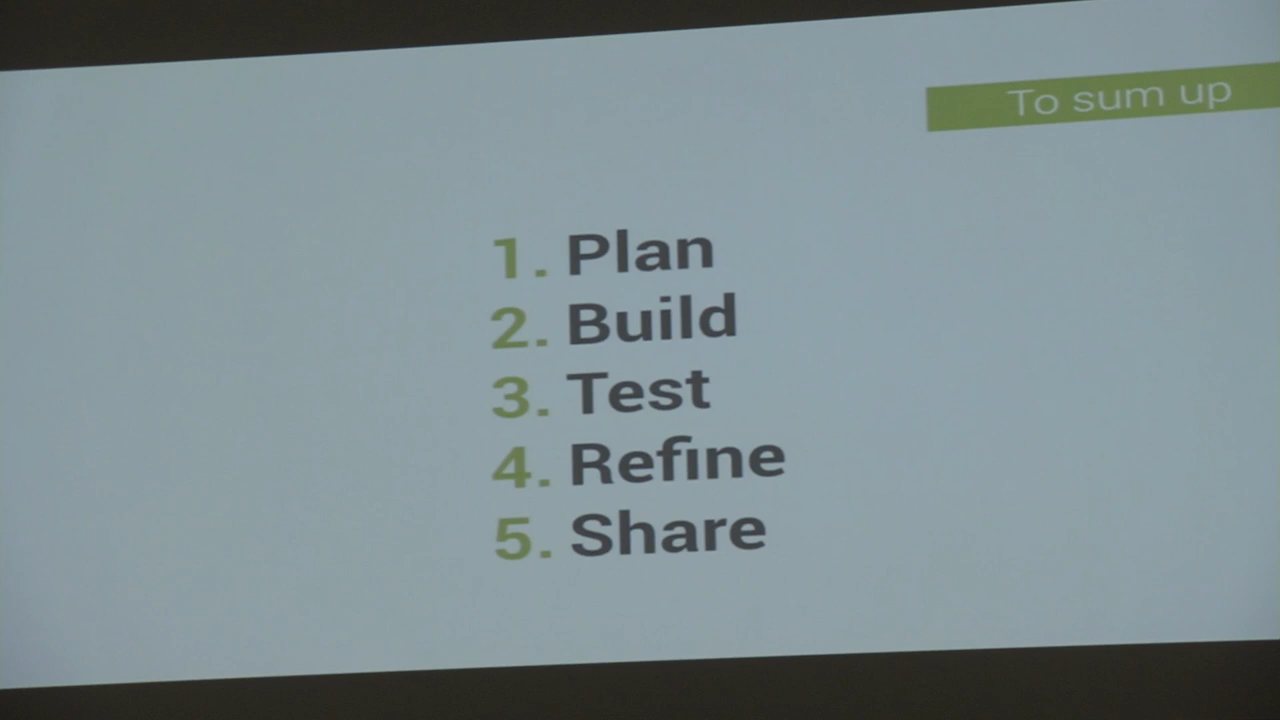 To sum up
1. Plan
2. Build
3. Test
4. Refine
5. Share